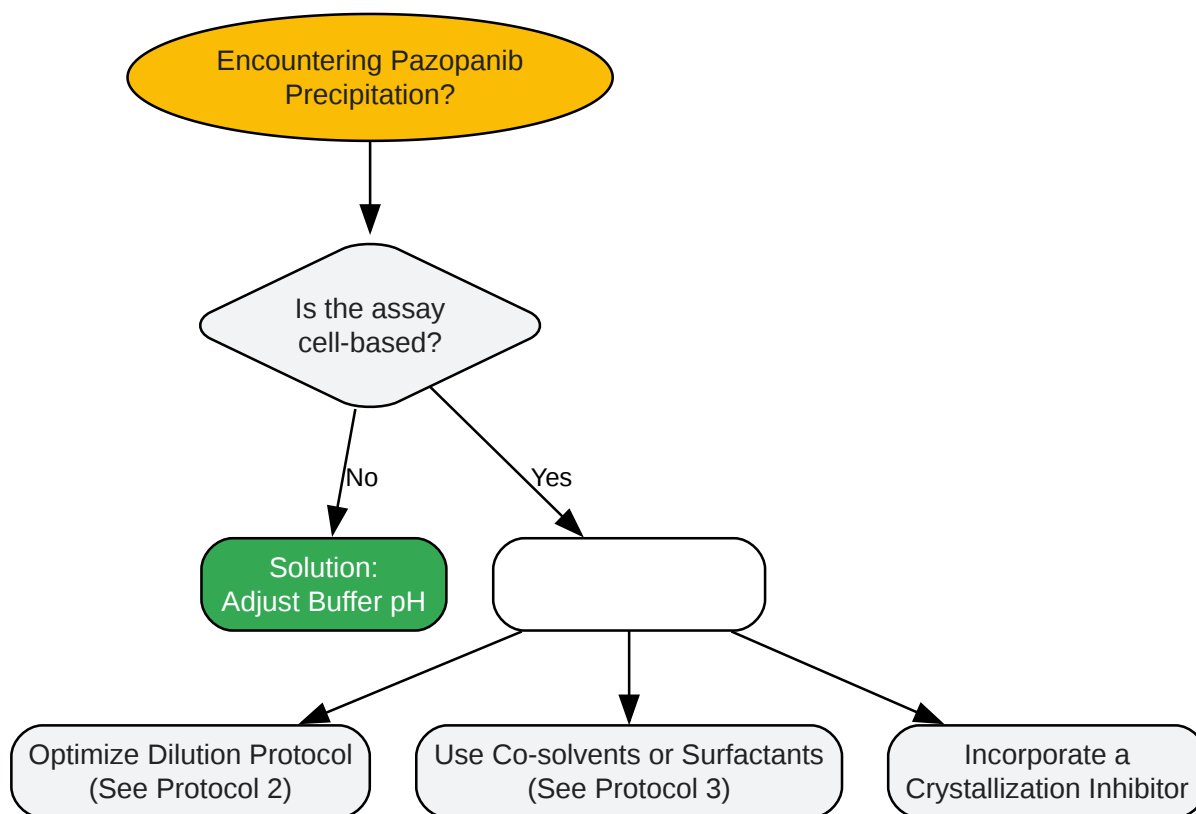 Encountering Pazopanib
Precipitation?
Is the assay
cell-based?
No
Yes
Solution:
Adjust Buffer pH
Optimize Dilution Protocol
(See Protocol 2)
Use Co-solvents or Surfactants
(See Protocol 3)
Incorporate a
Crystallization Inhibitor